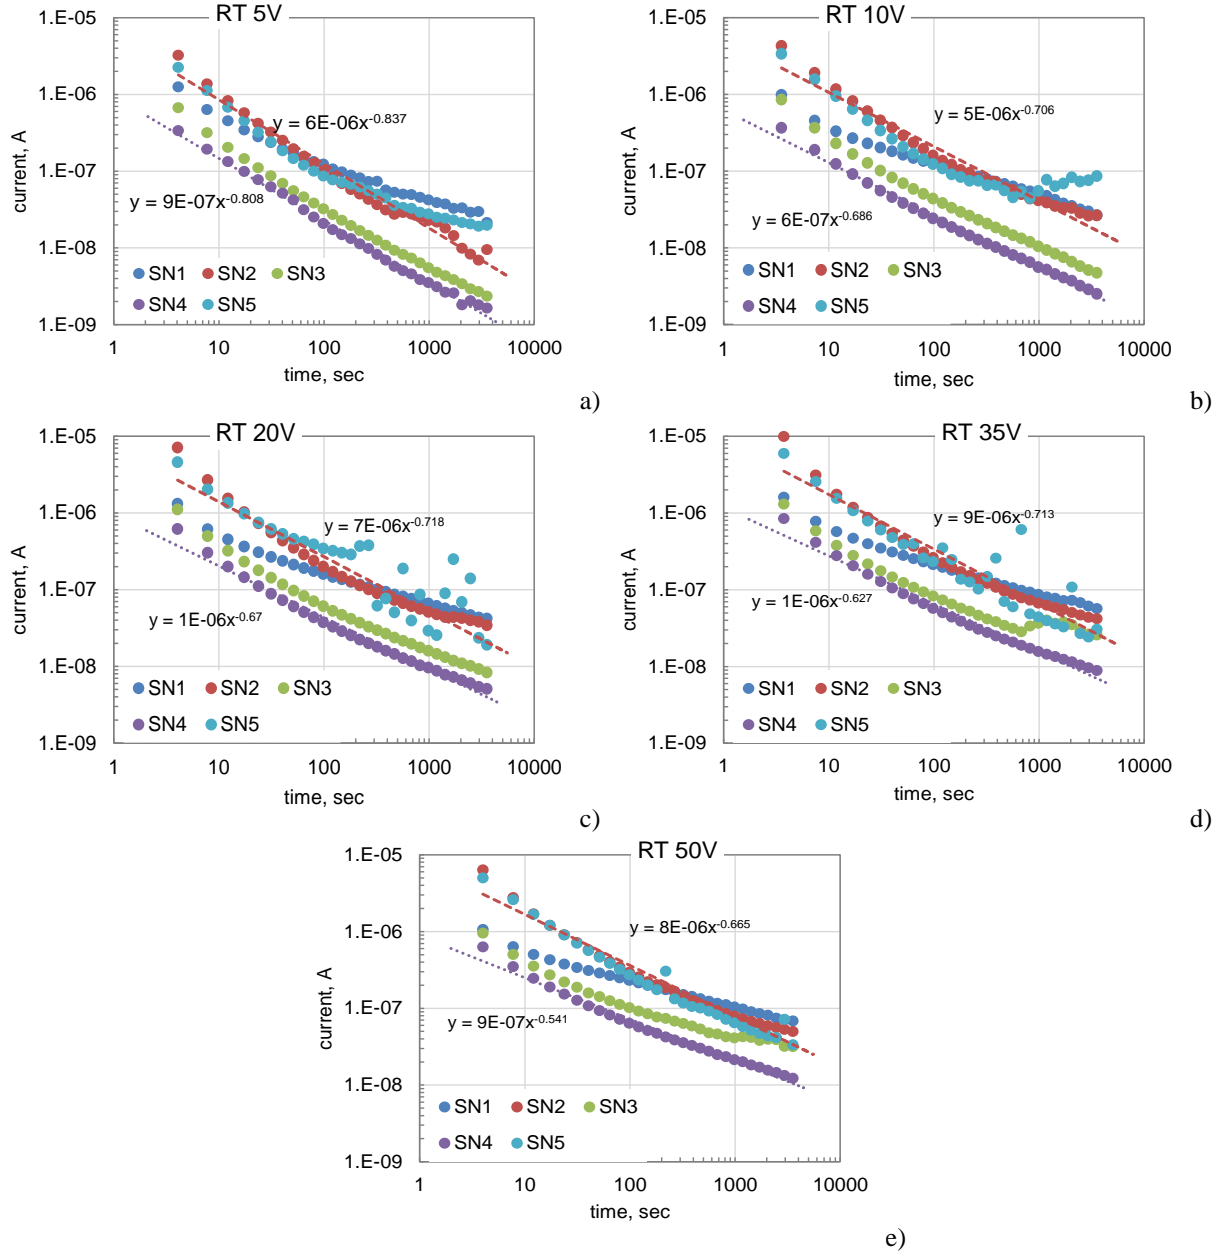 RT 5V
1.E-05
1.E-06
1.E-07
1.E-08
1.E-09
current, A
y = 6E-06x-0.837
y = 9E-07x-0.808
SN1 SN2 SN3
SN4 SN5
1 10 100 1000 10000
time, sec
a)
RT 10V
1.E-05
1.E-06
1.E-07
1.E-08
1.E-09
current, A
y = 5E-06x-0.706
y = 6E-07x-0.686
SN1 SN2 SN3
SN4 SN5
1 10 100 1000 10000
time, sec
b)
RT 20V
1.E-05
1.E-06
1.E-07
1.E-08
1.E-09
current, A
y = 7E-06x-0.718
y = 1E-06x-0.67
SN1 SN2 SN3
SN4 SN5
1 10 100 1000 10000
time, sec
c)
RT 35V
1.E-05
1.E-06
1.E-07
1.E-08
1.E-09
current, A
y = 9E-06x-0.713
y = 1E-06x-0.627
SN1 SN2 SN3
SN4 SN5
1 10 100 1000 10000
time, sec
d)
RT 50V
1.E-05
1.E-06
1.E-07
1.E-08
1.E-09
current, A
y = 8E-06x-0.665
y = 9E-07x-0.541
SN1 SN2 SN3
SN4 SN5
1 10 100 1000 10000
time, sec
e)